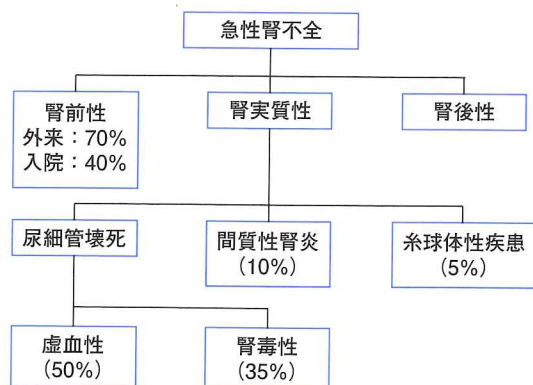 急性腎不全
腎前性
外来：70%
入院：40%
腎実質性
腎後性
尿細管壊死
間質性腎炎
(10%)
糸球体性疾患
(5%)
虚血性
(50%)
腎毒性
(35%)